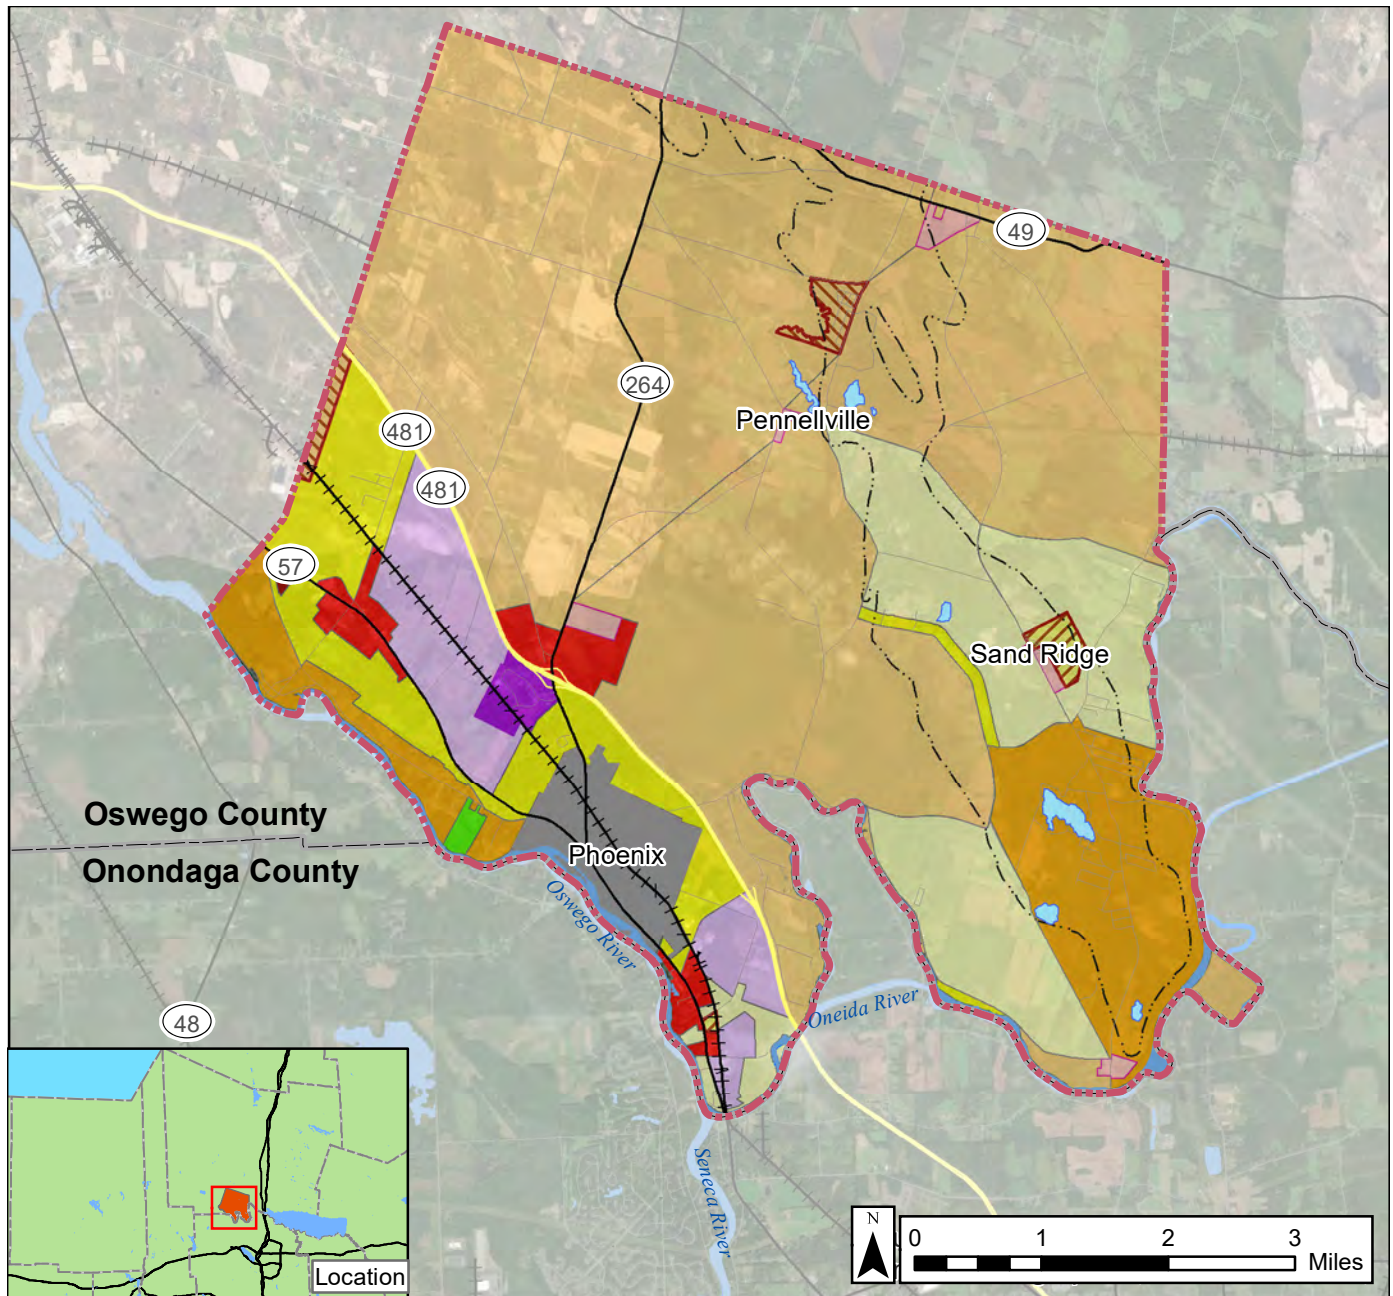 49
264
Pennellville
481
481
57
Sand Ridge
Oswego County
Phoenix
Onondaga County
Oswego River
Oneida River
48
Seneca River
N
0 1 2 3
Miles
Location